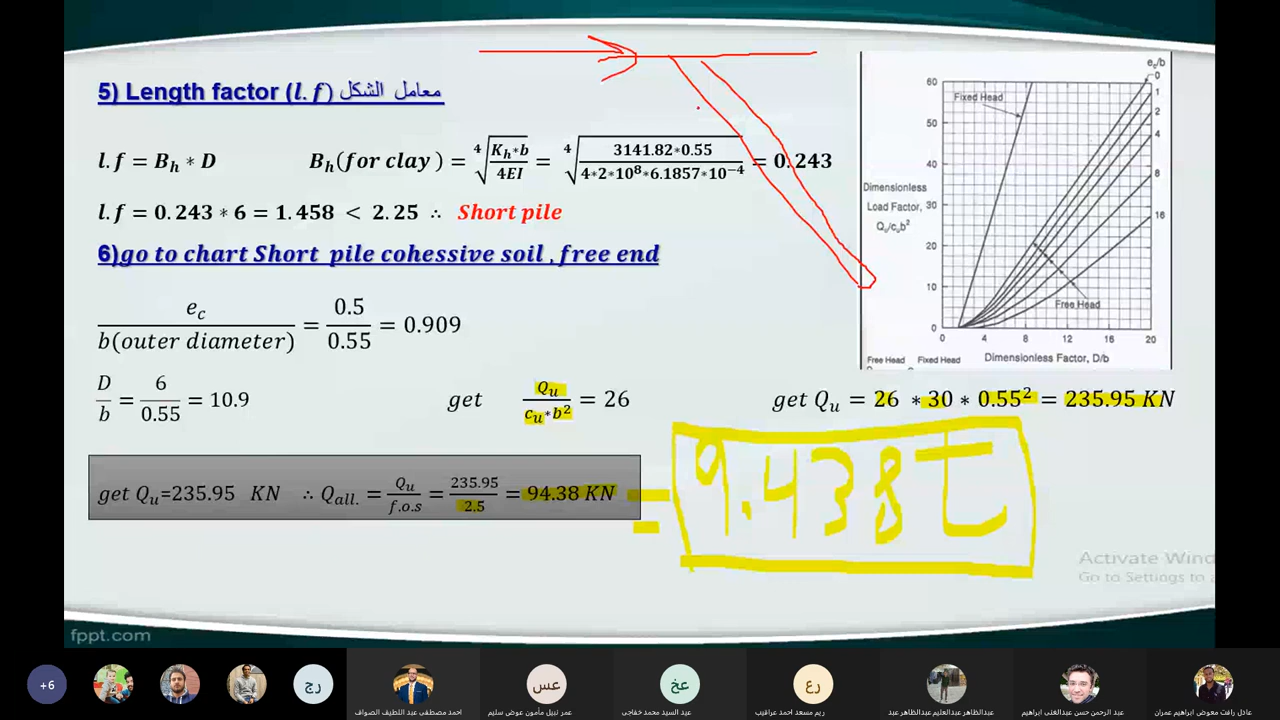 5) Length factor (l.f) معامل الشكل
l.f = B_h * D B_h(for clay) = ∜(K_h*b / 4EI) = ∜(3141.82*0.55 / 4*2*10^8*6.1857*10^−4) = 0.243
l.f = 0.243 * 6 = 1.458 < 2.25 ∴ Short pile
6)go to chart Short pile cohessive soil , free end
e_c / b(outer diameter) = 0.5 / 0.55 = 0.909
D/b = 6/0.55 = 10.9 get Q_u / c_u*b^2 = 26 get Q_u = 26 * 30 * 0.55^2 = 235.95 KN
get Q_u=235.95 KN ∴ Q_all. = Q_u / f.o.s = 235.95 / 2.5 = 94.38 KN
= 9.438 t
e_c/b
0
1
2
4
8
16
Fixed Head
Free Head
Dimensionless
Load Factor,
Q_u/c_ub^2
60
50
40
30
20
10
0
0 4 8 12 16 20
Dimensionless Factor, D/b
Free Head Fixed Head
Activate Wind
Go to Settings to a
fppt.com
+6
رج
احمد مصطفى عبد اللطيف الصواف
عس
عمر نبيل مأمون عوض سليم
عخ
عبد السيد محمد خفاجى
رع
ريم مسعد احمد عراقيب
عبدالظاهر عبدالعليم عبدالظاهر عبد
عبد الرحمن حسن عبدالغنى ابراهيم
عادل رافت معوض ابراهيم عمران